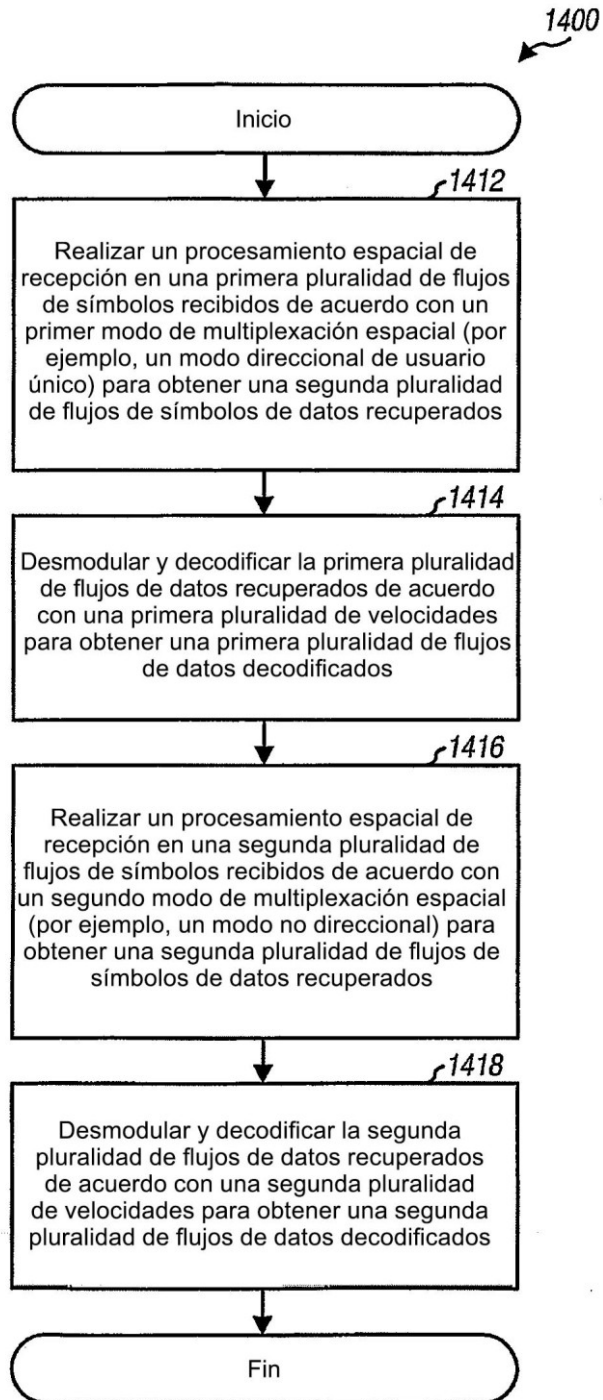 1400
Inicio
1412
Realizar un procesamiento espacial de
recepción en una primera pluralidad de flujos
de símbolos recibidos de acuerdo con un
primer modo de multiplexación espacial (por
ejemplo, un modo direccional de usuario
único) para obtener una segunda pluralidad
de flujos de símbolos de datos recuperados
1414
Desmodular y decodificar la primera pluralidad
de flujos de datos recuperados de acuerdo
con una primera pluralidad de velocidades
para obtener una primera pluralidad de flujos
de datos decodificados
1416
Realizar un procesamiento espacial de
recepción en una segunda pluralidad de
flujos de símbolos recibidos de acuerdo con
un segundo modo de multiplexación espacial
(por ejemplo, un modo no direccional) para
obtener una segunda pluralidad de flujos de
símbolos de datos recuperados
1418
Desmodular y decodificar la segunda
pluralidad de flujos de datos recuperados
de acuerdo con una segunda pluralidad
de velocidades para obtener una segunda
pluralidad de flujos de datos decodificados
Fin